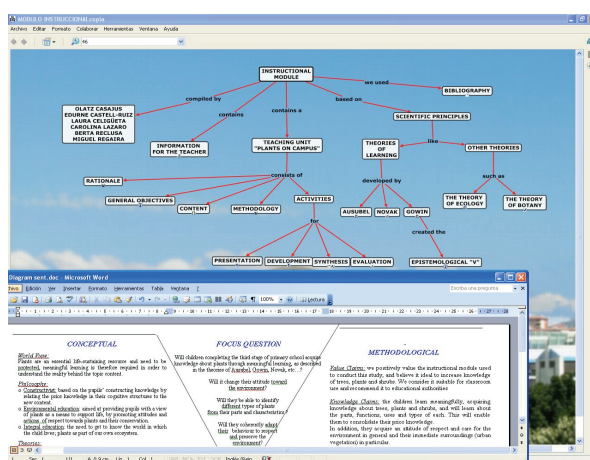 MODULO INSTRUCCIONAL copia
Archivo Editar Formato Colaborar Herramientas Ventana Ayuda
46
INSTRUCTIONAL
MODULE
we used
BIBLIOGRAPHY
compiled by
contains
contains a
based on
OLATZ CASAJUS
EDURNE CASTELL-RUIZ
LAURA CELIGÜETA
CAROLINA LAZARO
BERTA RECLUSA
MIGUEL REGAIRA
SCIENTIFIC PRINCIPLES
INFORMATION
FOR THE TEACHER
TEACHING UNIT
"PLANTS ON CAMPUS"
like
THEORIES
OF
LEARNING
OTHER THEORIES
consists of
developed by
such as
RATIONALE
GENERAL OBJECTIVES
CONTENT
METHODOLOGY
ACTIVITIES
AUSUBEL
NOVAK
GOWIN
THE THEORY
OF ECOLOGY
THE THEORY
OF BOTANY
for
created the
PRESENTATION
DEVELOPMENT
SYNTHESIS
EVALUATION
EPISTEMOLOGICAL "V"
Diagram sent.doc - Microsoft Word
Edición Ver Insertar Formato Herramientas Tabla Ventana ?
Escriba una pregunta
100%
Lectura
CONCEPTUAL
World View:
Plants are an essential life-sustaining resource and need to be
protected, meaningful learning is therefore required in order to
understand the reality behind the topic content.
Philosophy:
o Constructivist: based on the pupils' constructing knowledge by
relating the prior knowledge in their cognitive structures to the
new content.
o Environmental education: aimed at providing pupils with a view
of plants as a means to support life, by promoting attitudes and
actions of respect towards plants and their conservation.
o Integral education: the need to get to know the world in which
the child lives; plants as part of our own ecosystem.
Theories:
FOCUS QUESTION
Will children completing the third stage of primary school acquire
knowledge about plants through meaningful learning, as described
in the theories of Ausubel, Gowin, Novak, etc…?
Will it change their attitude toward
the environment?
Will they be able to identify
different types of plants
from their parts and characteristics?
Will they coherently adapt
their behaviour to respect
and preserve the
environment?
METHODOLOGICAL
Value Claims: we positively value the instructional module used
to conduct this study, and believe it ideal to increase knowledge
of trees, plants and shrubs. We consider it suitable for classroom
use and recommend it to educational authorities
Knowledge Claims: the children learn meaningfully, acquiring
knowledge about trees, plants and shrubs, and will learn about
the parts, functions, uses and types of each. This will enable
them to consolidate their prior knowledge.
In addition, they acquire an attitude of respect and care for the
environment in general and their immediate surroundings (urban
vegetation) in particular.